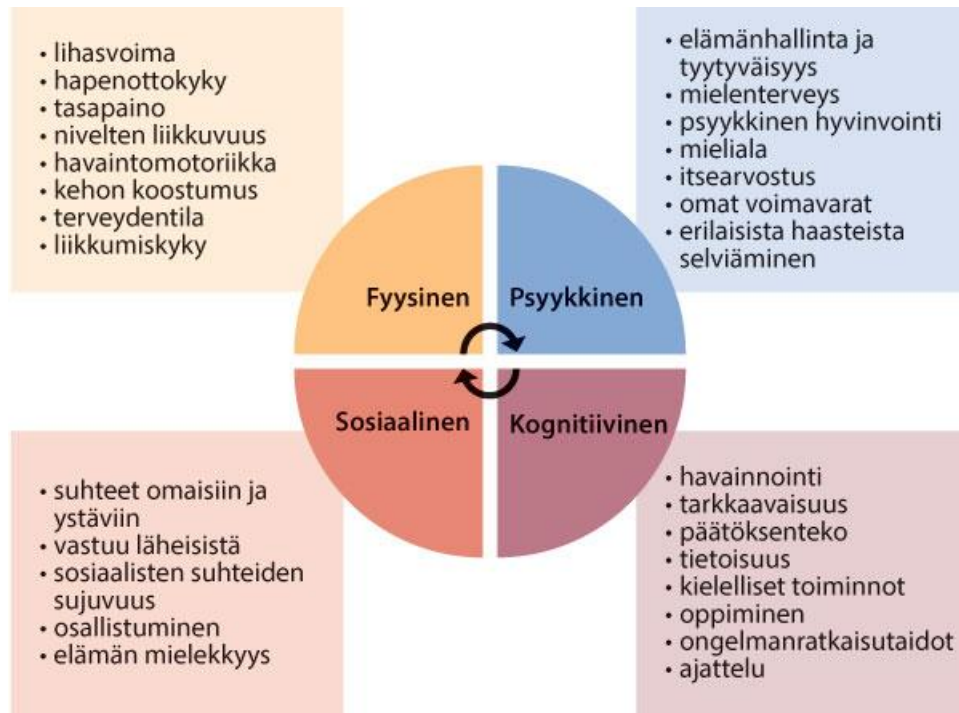 • lihasvoima
• hapenottokyky
• tasapaino
• nivelten liikkuvuus
• havaintomotoriikka
• kehon koostumus
• terveydentila
• liikkumiskyky
• elämänhallinta ja
tyytyväisyys
• mielenterveys
• psyykkinen hyvinvointi
• mieliala
• itsearvostus
• omat voimavarat
• erilaisista haasteista
selviäminen
Fyysinen
Psyykkinen
Sosiaalinen
Kognitiivinen
• suhteet omaisiin ja
ystäviin
• vastuu läheisistä
• sosiaalisten suhteiden
sujuvuus
• osallistuminen
• elämän mielekkyys
• havainnointi
• tarkkaavaisuus
• päätöksenteko
• tietoisuus
• kielelliset toiminnot
• oppiminen
• ongelmanratkaisutaidot
• ajattelu